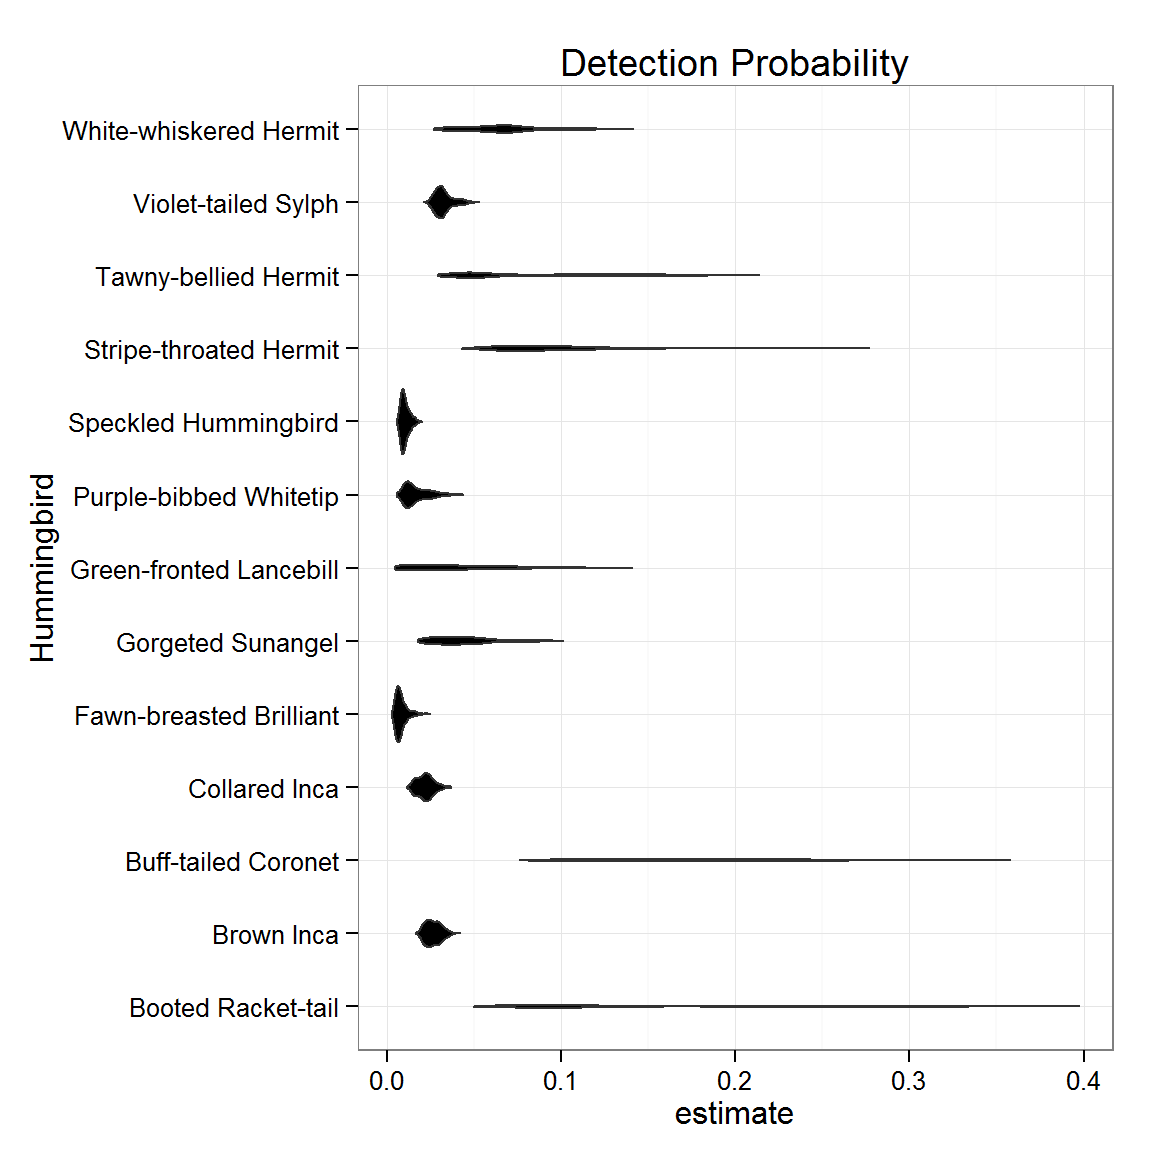 Detection Probability
White-whiskered Hermit
Violet-tailed Sylph
Tawny-bellied Hermit
Stripe-throated Hermit
Speckled Hummingbird
Purple-bibbed Whitetip
Green-fronted Lancebill
Gorgeted Sunangel
Fawn-breasted Brilliant
Collared Inca
Buff-tailed Coronet
Brown Inca
Booted Racket-tail
Hummingbird
0.0 0.1 0.2 0.3 0.4
estimate